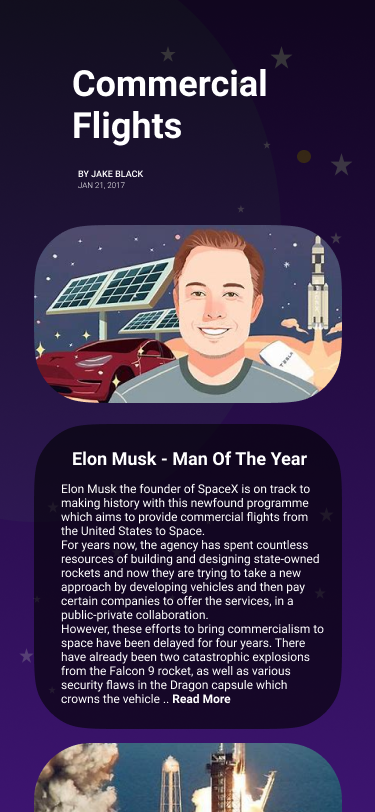 Commercial
Flights
BY JAKE BLACK
JAN 21, 2017
TESLA
Elon Musk - Man Of The Year
Elon Musk the founder of SpaceX is on track to
making history with this newfound programme
which aims to provide commercial flights from
the United States to Space.
For years now, the agency has spent countless
resources of building and designing state-owned
rockets and now they are trying to take a new
approach by developing vehicles and then pay
certain companies to offer the services, in a
public-private collaboration.
However, these efforts to bring commercialism to
space have been delayed for four years. There
have already been two catastrophic explosions
from the Falcon 9 rocket, as well as various
security flaws in the Dragon capsule which
crowns the vehicle .. Read More